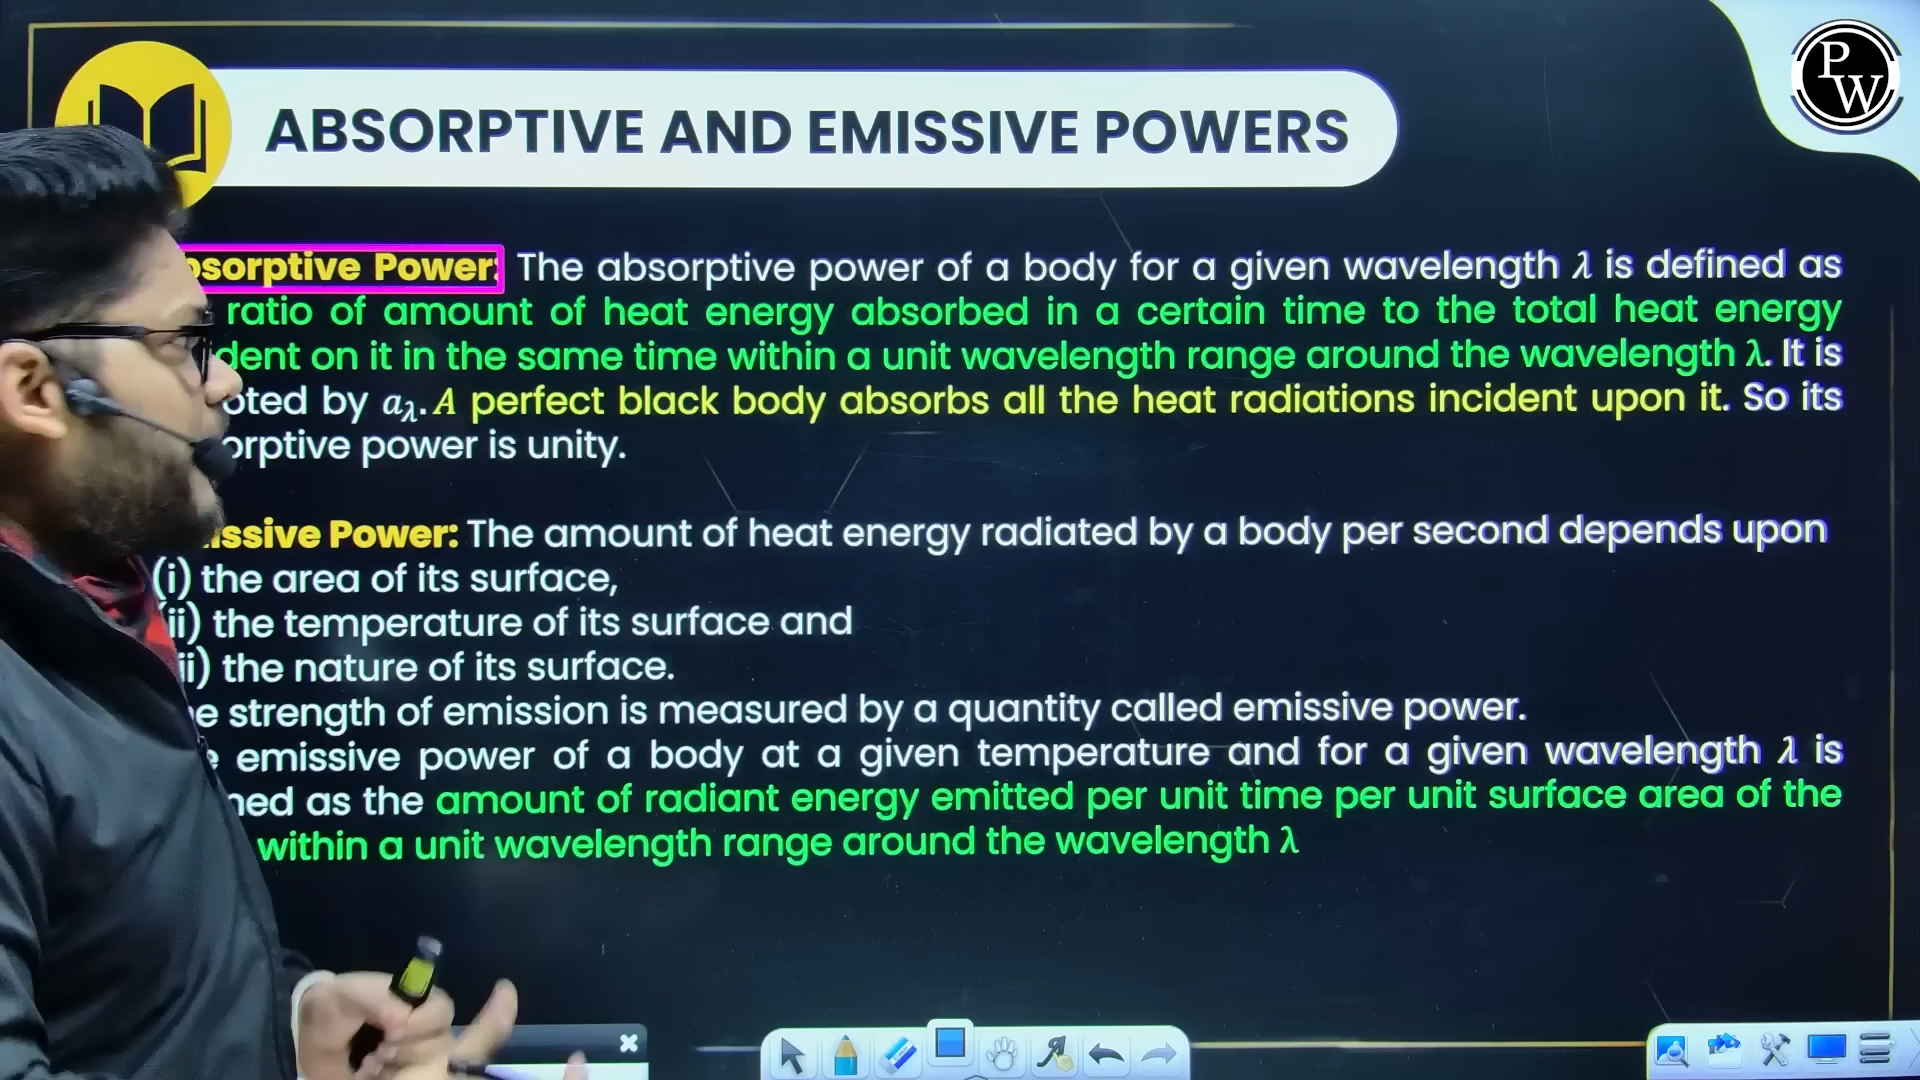 PW
ABSORPTIVE AND EMISSIVE POWERS
Power: The absorptive power of a body for a given wavelength λ is defined as
ratio of amount of heat energy absorbed in a certain time to the total heat energy
on it in the same time within a unit wavelength range around the wavelength λ. It is
by aλ. A perfect black body absorbs all the heat radiations incident upon it. So its
power is unity.
Power: The amount of heat energy radiated by a body per second depends upon
(i) the area of its surface,
(ii) the temperature of its surface and
the nature of its surface.
strength of emission is measured by a quantity called emissive power.
emissive power of a body at a given temperature and for a given wavelength λ is
as the amount of radiant energy emitted per unit time per unit surface area of the
within a unit wavelength range around the wavelength λ